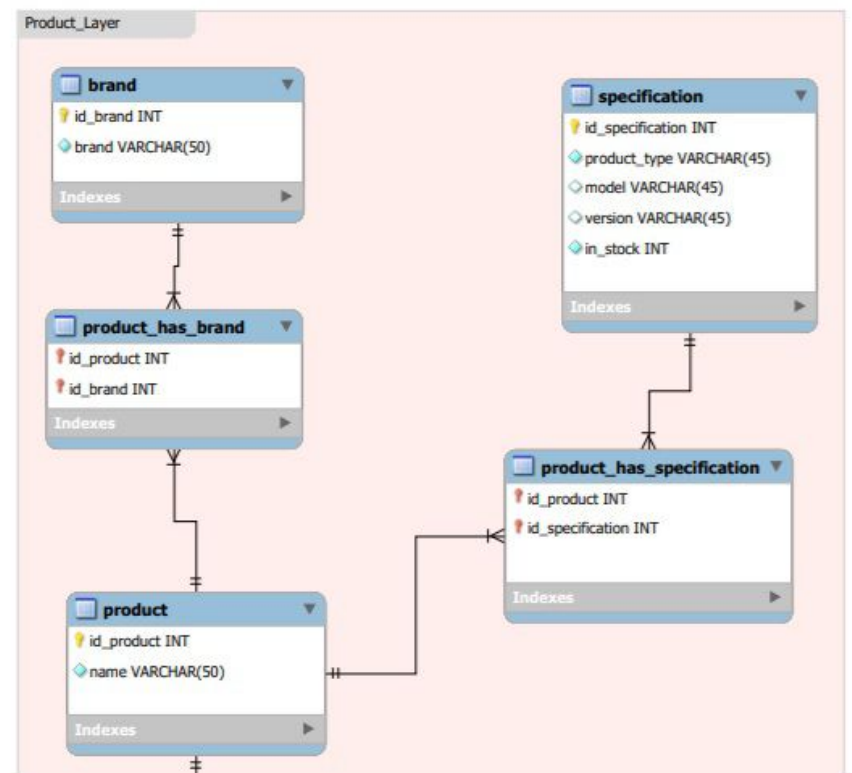 Product_Layer
brand
id_brand INT
brand VARCHAR(50)
Indexes
specification
id_specification INT
product_type VARCHAR(45)
model VARCHAR(45)
version VARCHAR(45)
in_stock INT
Indexes
product_has_brand
id_product INT
id_brand INT
Indexes
product_has_specification
id_product INT
id_specification INT
Indexes
product
id_product INT
name VARCHAR(50)
Indexes